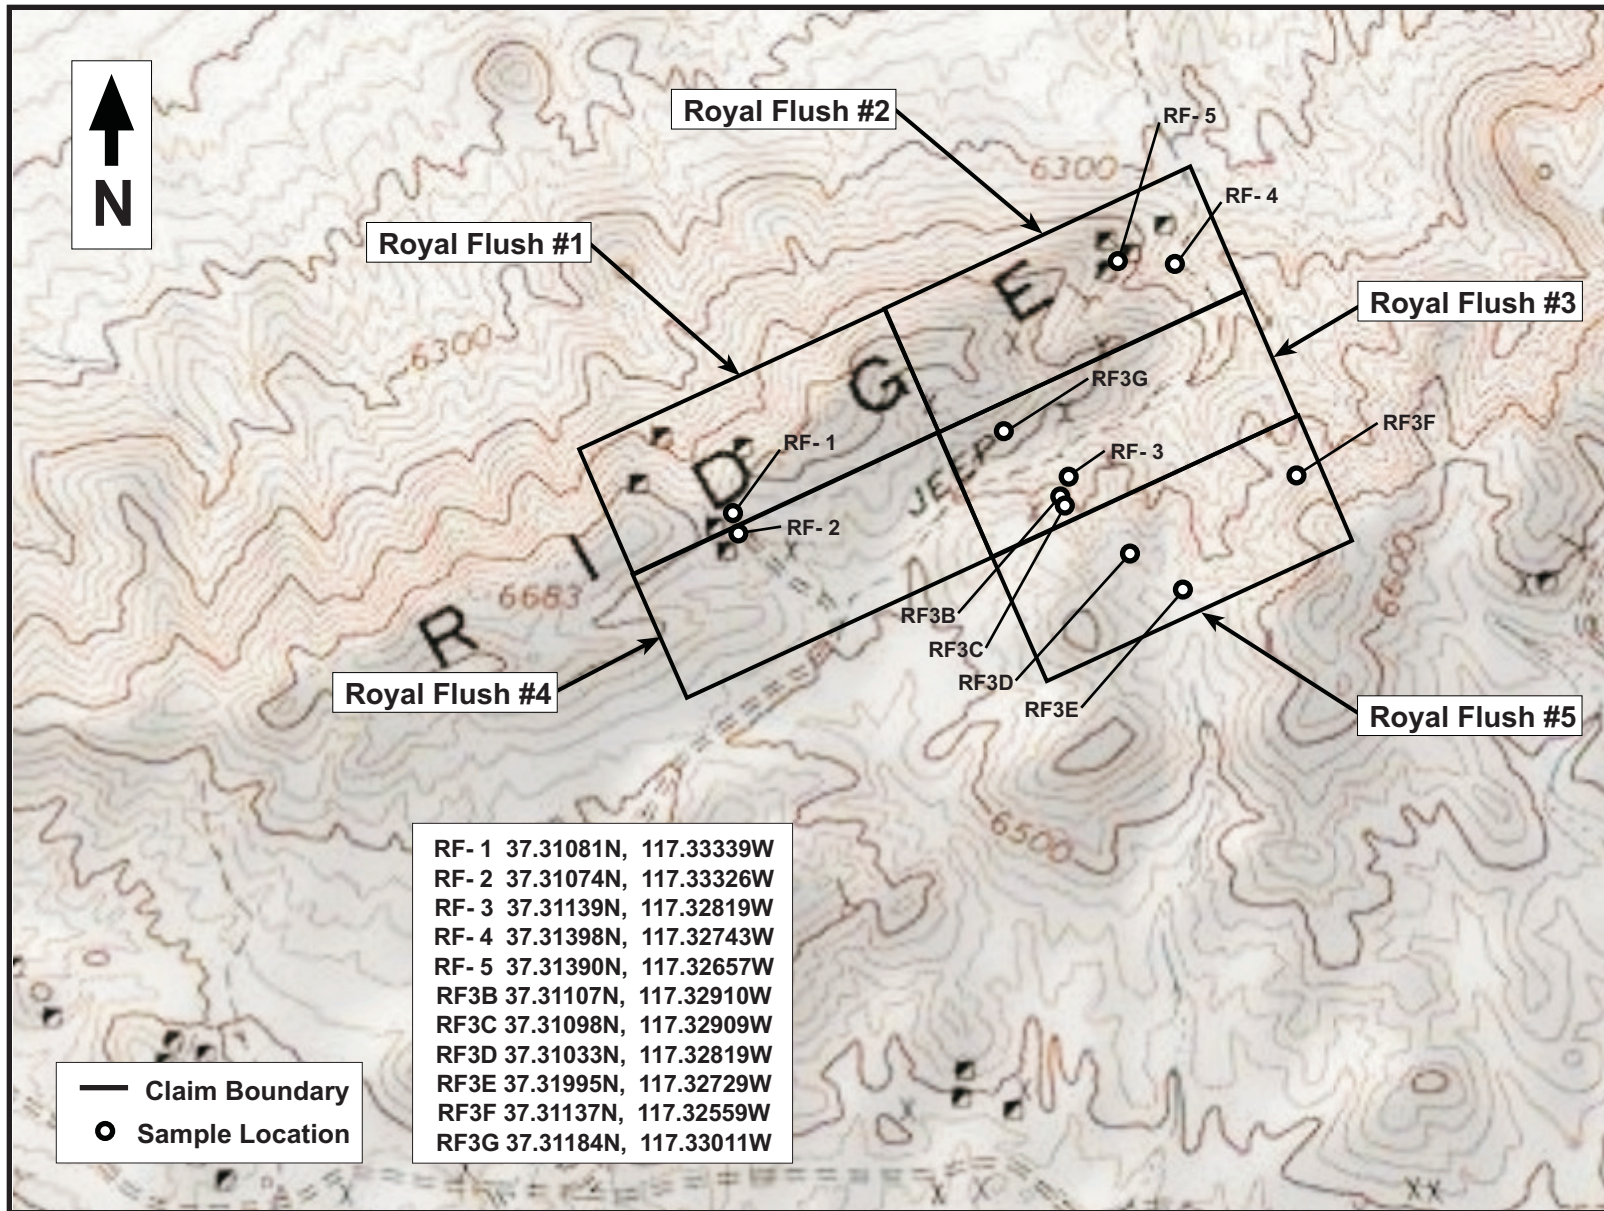 N
Royal Flush #2
RF- 5
6300
RF- 4
Royal Flush #1
E
Royal Flush #3
6300
G
RF3G
RF3F
RF- 1
D
RF- 3
JEEP
RF- 2
I
6683
6600
R
RF3B
RF3C
RF3D
Royal Flush #4
RF3E
Royal Flush #5
6500
RF- 1 37.31081N, 117.33339W
RF- 2 37.31074N, 117.33326W
RF- 3 37.31139N, 117.32819W
RF- 4 37.31398N, 117.32743W
RF- 5 37.31390N, 117.32657W
RF3B 37.31107N, 117.32910W
RF3C 37.31098N, 117.32909W
RF3D 37.31033N, 117.32819W
RF3E 37.31995N, 117.32729W
RF3F 37.31137N, 117.32559W
RF3G 37.31184N, 117.33011W
Claim Boundary
Sample Location